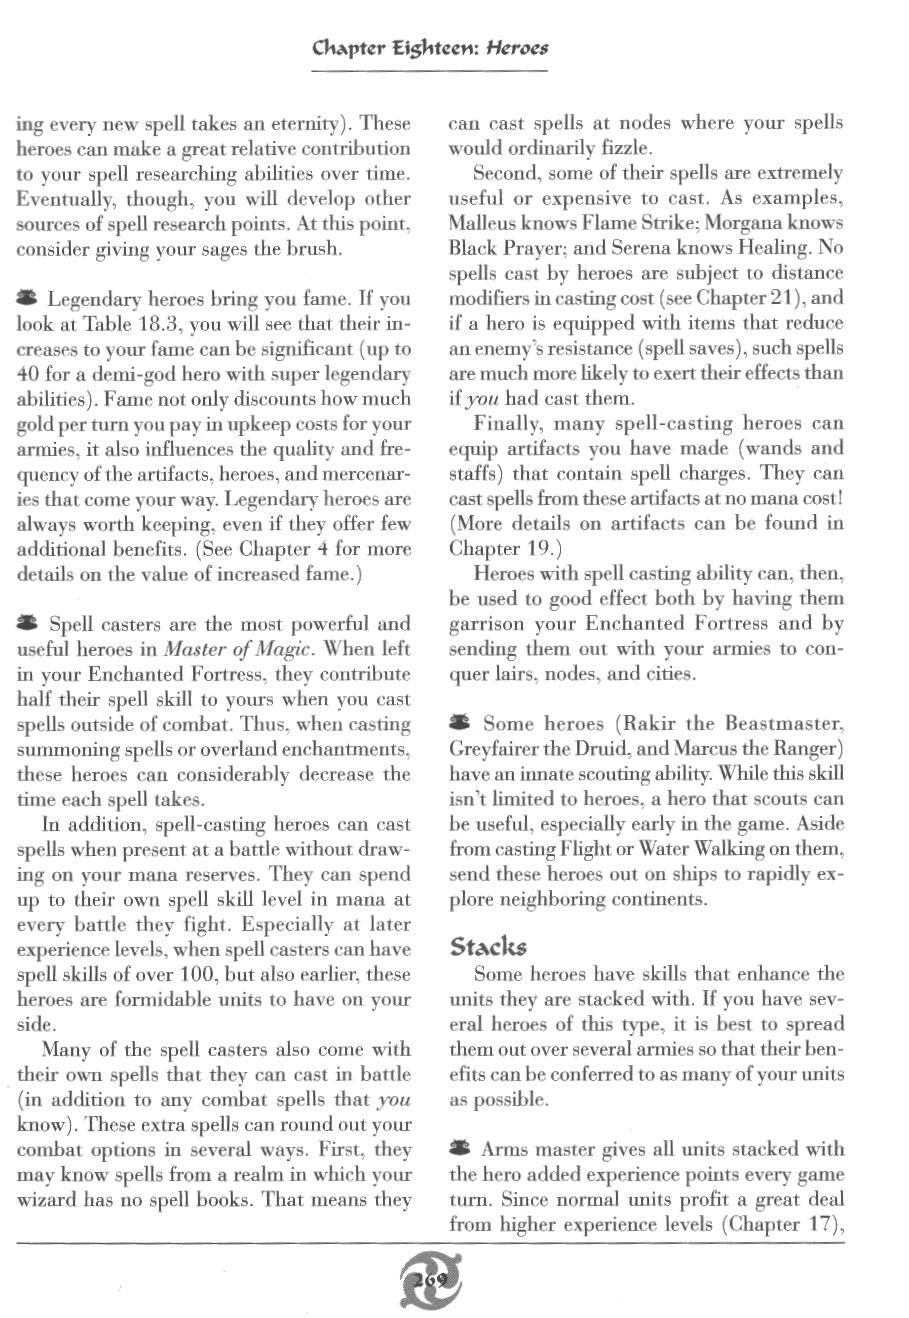 Chapter Eighteen: Heroes
ing every new spell takes an eternity). These
heroes can make a great relative contribution
to your spell researching abilities over time.
Eventually, though, you will develop other
sources of spell research points. At this point,
consider giving your sages the brush.
Legendary heroes bring you fame. If you
look at Table 18.3, you will see that their in-
creases to your fame can be significant (up to
40 for a demi-god hero with super legendary
abilities). Fame not only discounts how much
gold per turn you pay in upkeep costs for your
armies, it also influences the quality and fre-
quency of the artifacts, heroes, and mercenar-
ies that come your way. Legendary heroes are
always worth keeping, even if they offer few
additional benefits. (See Chapter 4 for more
details on the value of increased fame.)
Spell casters are the most powerful and
useful heroes in Master of Magic. When left
in your Enchanted Fortress, they contribute
half their spell skill to yours when you cast
spells outside of combat. Thus, when casting
summoning spells or overland enchantments,
these heroes can considerably decrease the
time each spell takes.
In addition, spell-casting heroes can cast
spells when present at a battle without draw-
ing on your mana reserves. They can spend
up to their own spell skill level in mana at
every battle they fight. Especially at later
experience levels, when spell casters can have
spell skills of over 100, but also earlier, these
heroes are formidable units to have on your
side.
Many of the spell casters also come with
their own spells that they can cast in battle
(in addition to any combat spells that you
know). These extra spells can round out your
combat options in several ways. First, they
may know spells from a realm in which your
wizard has no spell books. That means they
can cast spells at nodes where your spells
would ordinarily fizzle.
Second, some of their spells are extremely
useful or expensive to cast. As examples,
Malleus knows Flame Strike; Morgana knows
Black Prayer; and Serena knows Healing. No
spells cast by heroes are subject to distance
modifiers in casting cost (see Chapter 21), and
if a hero is equipped with items that reduce
an enemy's resistance (spell saves), such spells
are much more likely to exert their effects than
if you had cast them.
Finally, many spell-casting heroes can
equip artifacts you have made (wands and
staffs) that contain spell charges. They can
cast spells from these artifacts at no mana cost!
(More details on artifacts can be found in
Chapter 19.)
Heroes with spell casting ability can, then,
be used to good effect both by having them
garrison your Enchanted Fortress and by
sending them out with your armies to con-
quer lairs, nodes, and cities.
Some heroes (Rakir the Beastmaster,
Greyfairer the Druid, and Marcus the Ranger)
have an innate scouting ability. While this skill
isn't limited to heroes, a hero that scouts can
be useful, especially early in the game. Aside
from casting Flight or Water Walking on them,
send these heroes out on ships to rapidly ex-
plore neighboring continents.
Stacks
Some heroes have skills that enhance the
units they are stacked with. If you have sev-
eral heroes of this type, it is best to spread
them out over several armies so that their ben-
efits can be conferred to as many of your units
as possible.
Arms master gives all units stacked with
the hero added experience points every game
turn. Since normal units profit a great deal
from higher experience levels (Chapter 17),
269